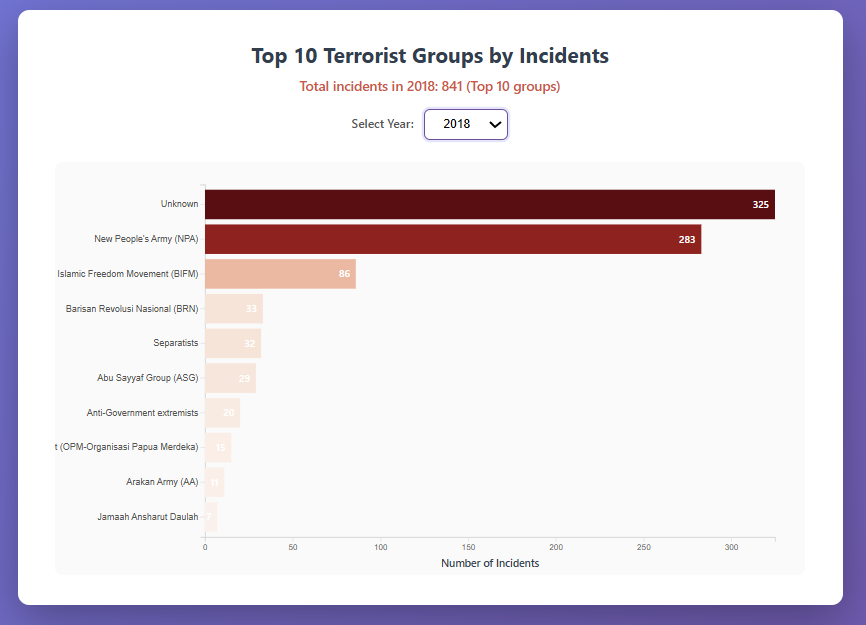 Top 10 Terrorist Groups by Incidents
Total incidents in 2018: 841 (Top 10 groups)
Select Year: 2018
Unknown 325
New People's Army (NPA) 283
Islamic Freedom Movement (BIFM) 86
Barisan Revolusi Nasional (BRN) 33
Separatists 32
Abu Sayyaf Group (ASG) 29
Anti-Government extremists 20
t (OPM-Organisasi Papua Merdeka) 15
Arakan Army (AA) 11
Jamaah Ansharut Daulah 7
0 50 100 150 200 250 300
Number of Incidents